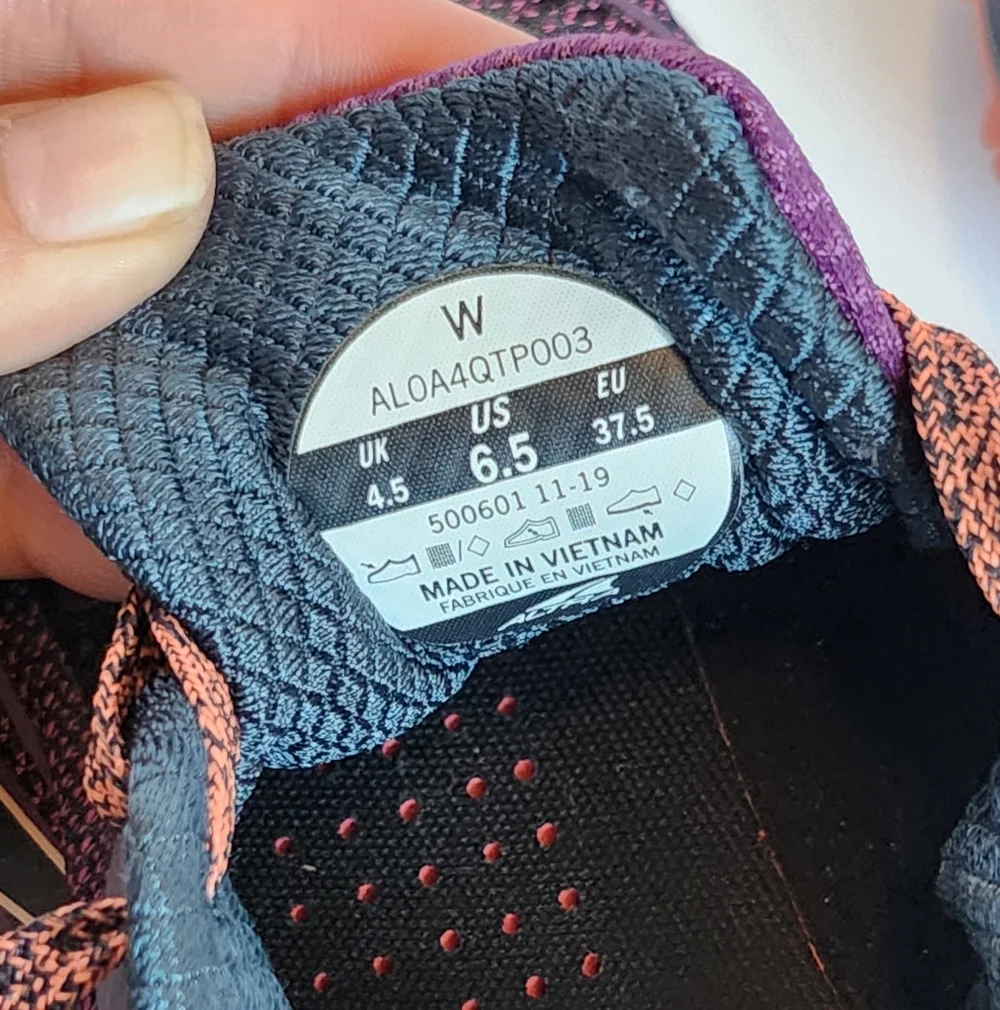 W
AL0A4QTP003
UK US EU
4.5 6.5 37.5
500601 11-19
MADE IN VIETNAM
FABRIQUE EN VIETNAM